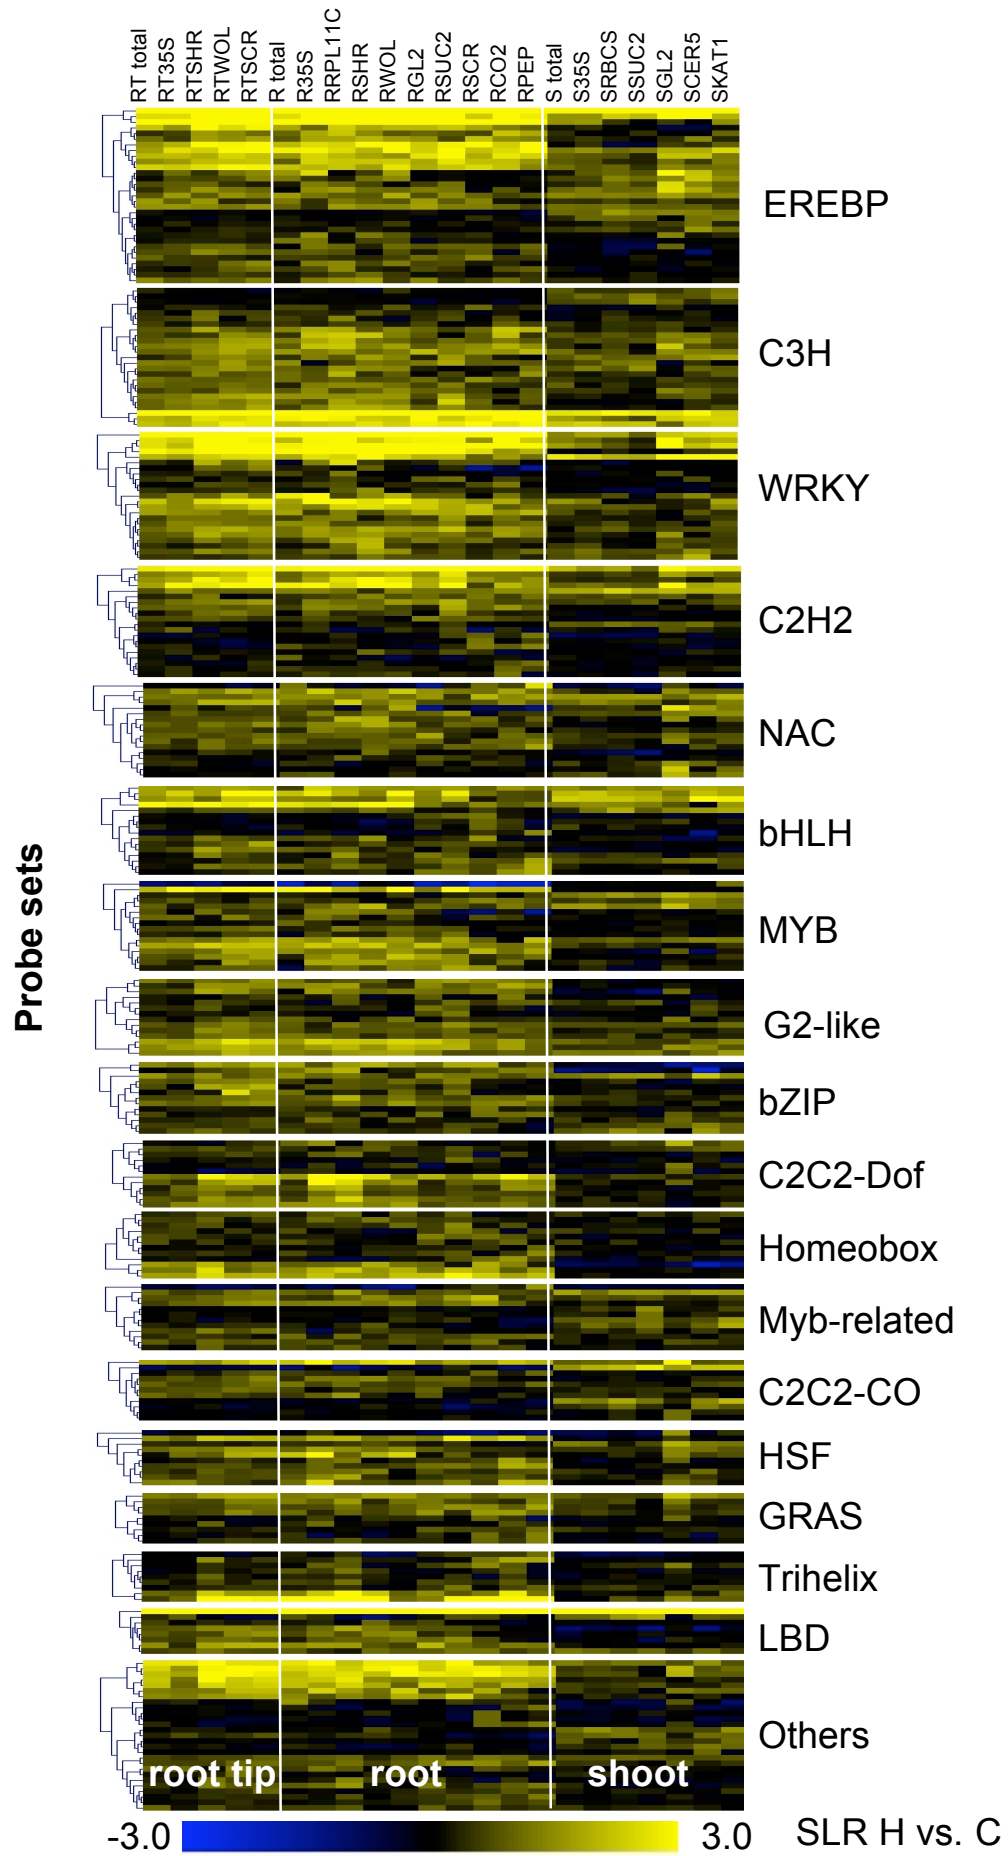 RT total
RT35S
RTSHR
RTWOL
RTSCR
R total
R35S
RRPL11C
RSHR
RWOL
RGL2
RSUC2
RSCR
RCO2
RPEP
S total
S35S
SRBCS
SSUC2
SGL2
SCER5
SKAT1
Probe sets
EREBP
C3H
WRKY
C2H2
NAC
bHLH
MYB
G2-like
bZIP
C2C2-Dof
Homeobox
Myb-related
C2C2-CO
HSF
GRAS
Trihelix
LBD
Others
root tip root shoot
-3.0 3.0 SLR H vs. C